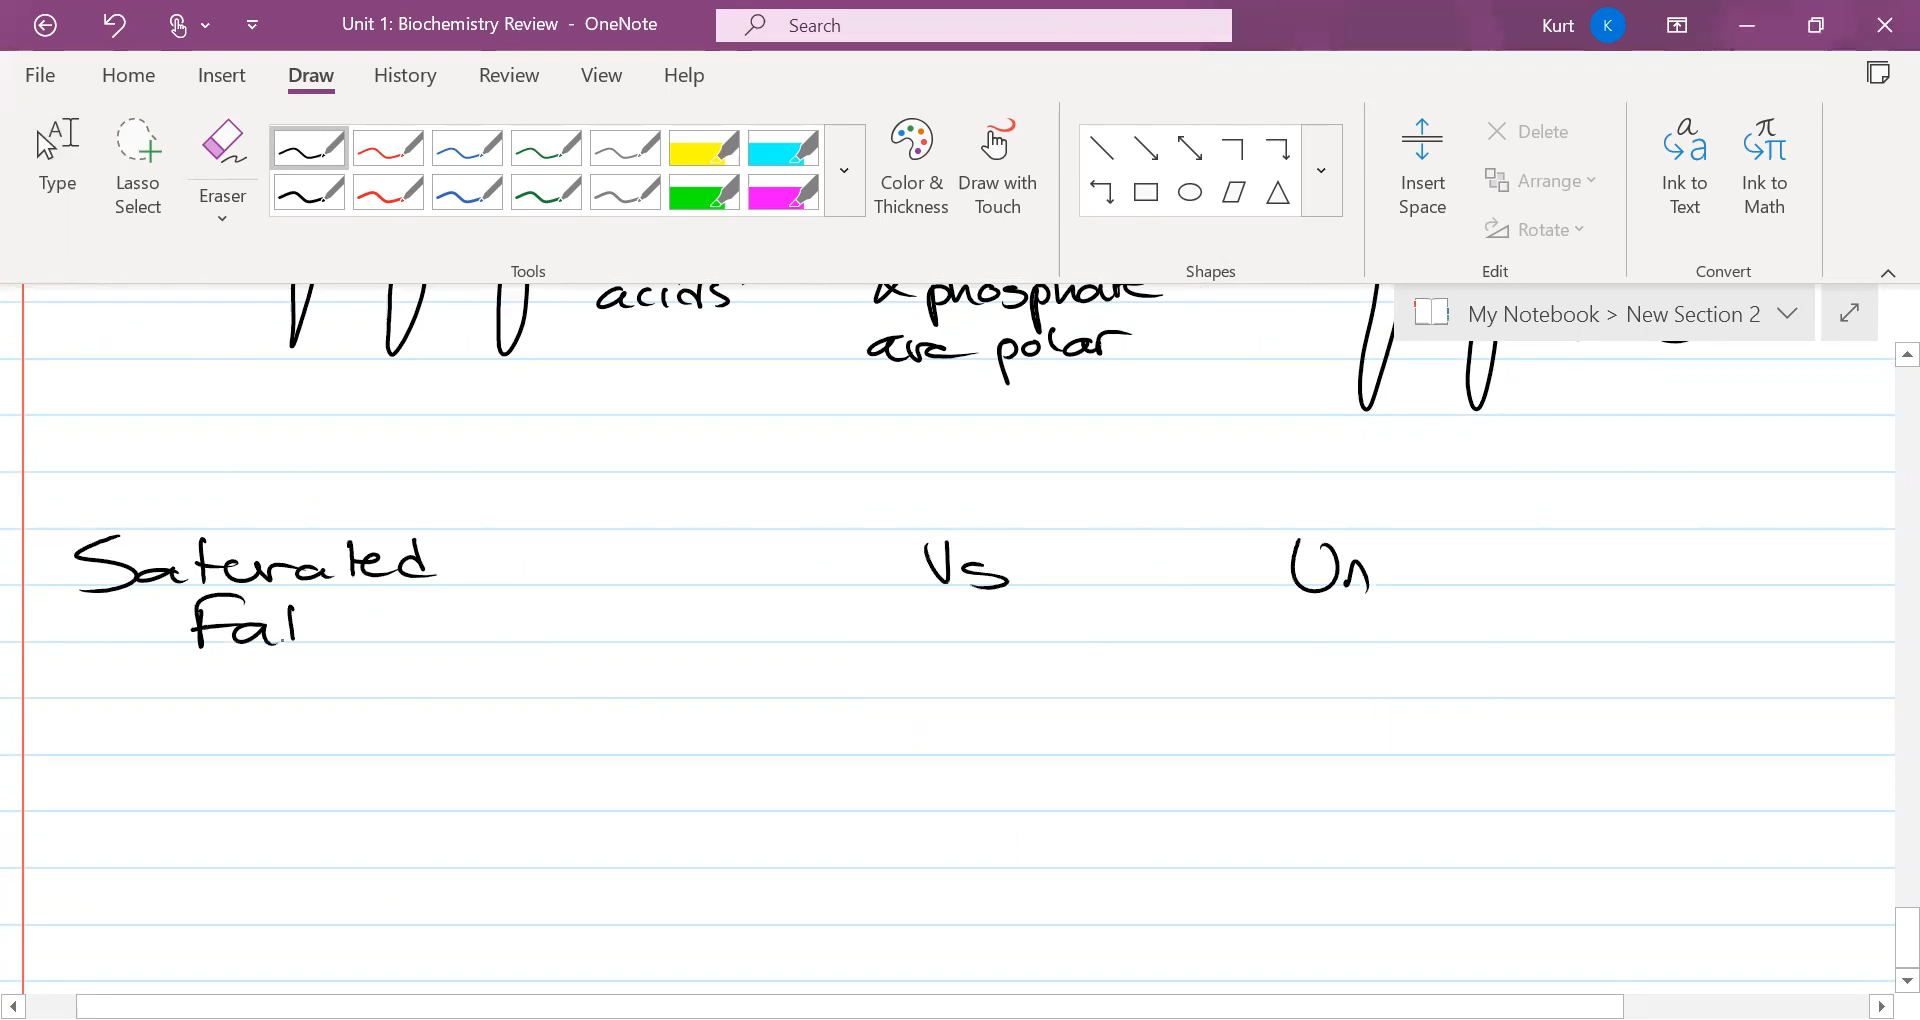 Unit 1: Biochemistry Review - OneNote
Search
Kurt
K
File Home Insert Draw History Review View Help
Type
Lasso Select
Eraser
Color & Thickness
Draw with Touch
Insert Space
Delete
Arrange
Rotate
a
a
Ink to Text
π
π
Ink to Math
Tools
Shapes
Edit
Convert
My Notebook > New Section 2
acids
& phosphate
are polar
Saturated Vs Un
Fat